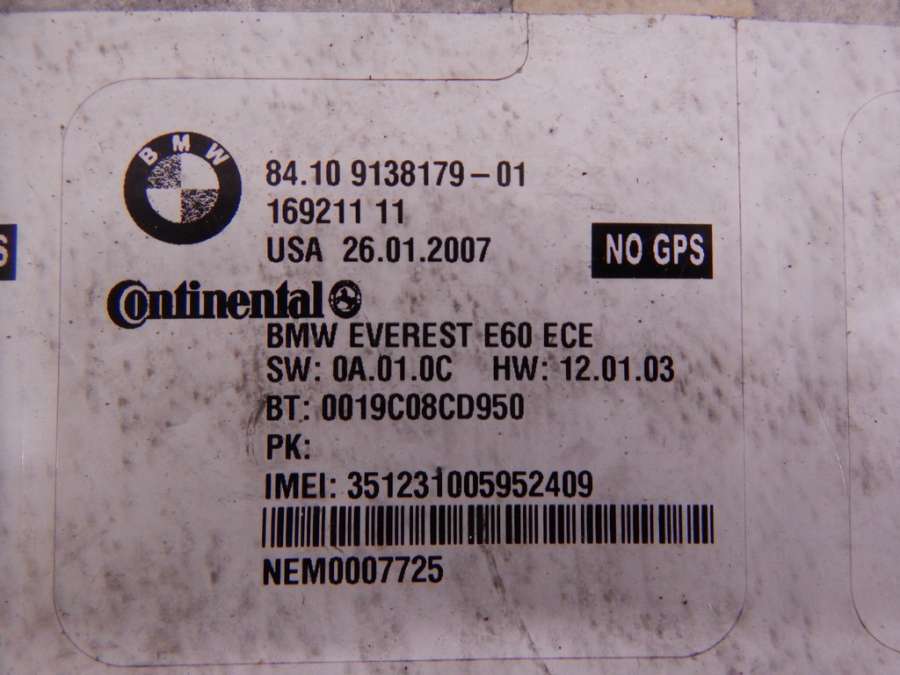 BMW
84.10 9138179-01
169211 11
USA 26.01.2007
NO GPS
S
Continental
BMW EVEREST E60 ECE
SW: 0A.01.0C HW: 12.01.03
BT: 0019C08CD950
PK:
IMEI: 351231005952409
NEM0007725